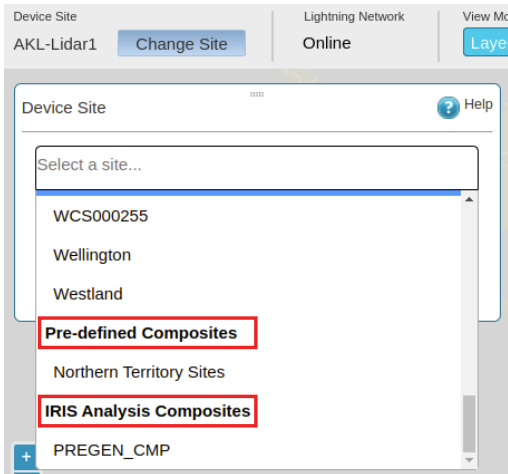 Device Site
Lightning Network
View Mo
AKL-Lidar1
Change Site
Online
Laye
Device Site
Help
Select a site...
WCS000255
Wellington
Westland
Pre-defined Composites
Northern Territory Sites
IRIS Analysis Composites
PREGEN_CMP
+